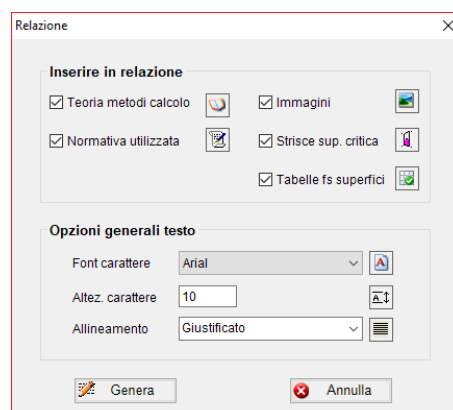 Relazione
Inserire in relazione
Teoria metodi calcolo
Immagini
Normativa utilizzata
Strisce sup. critica
Tabelle fs superfici
Opzioni generali testo
Font carattere Arial
Altez. carattere 10
Allineamento Giustificato
Genera Annulla